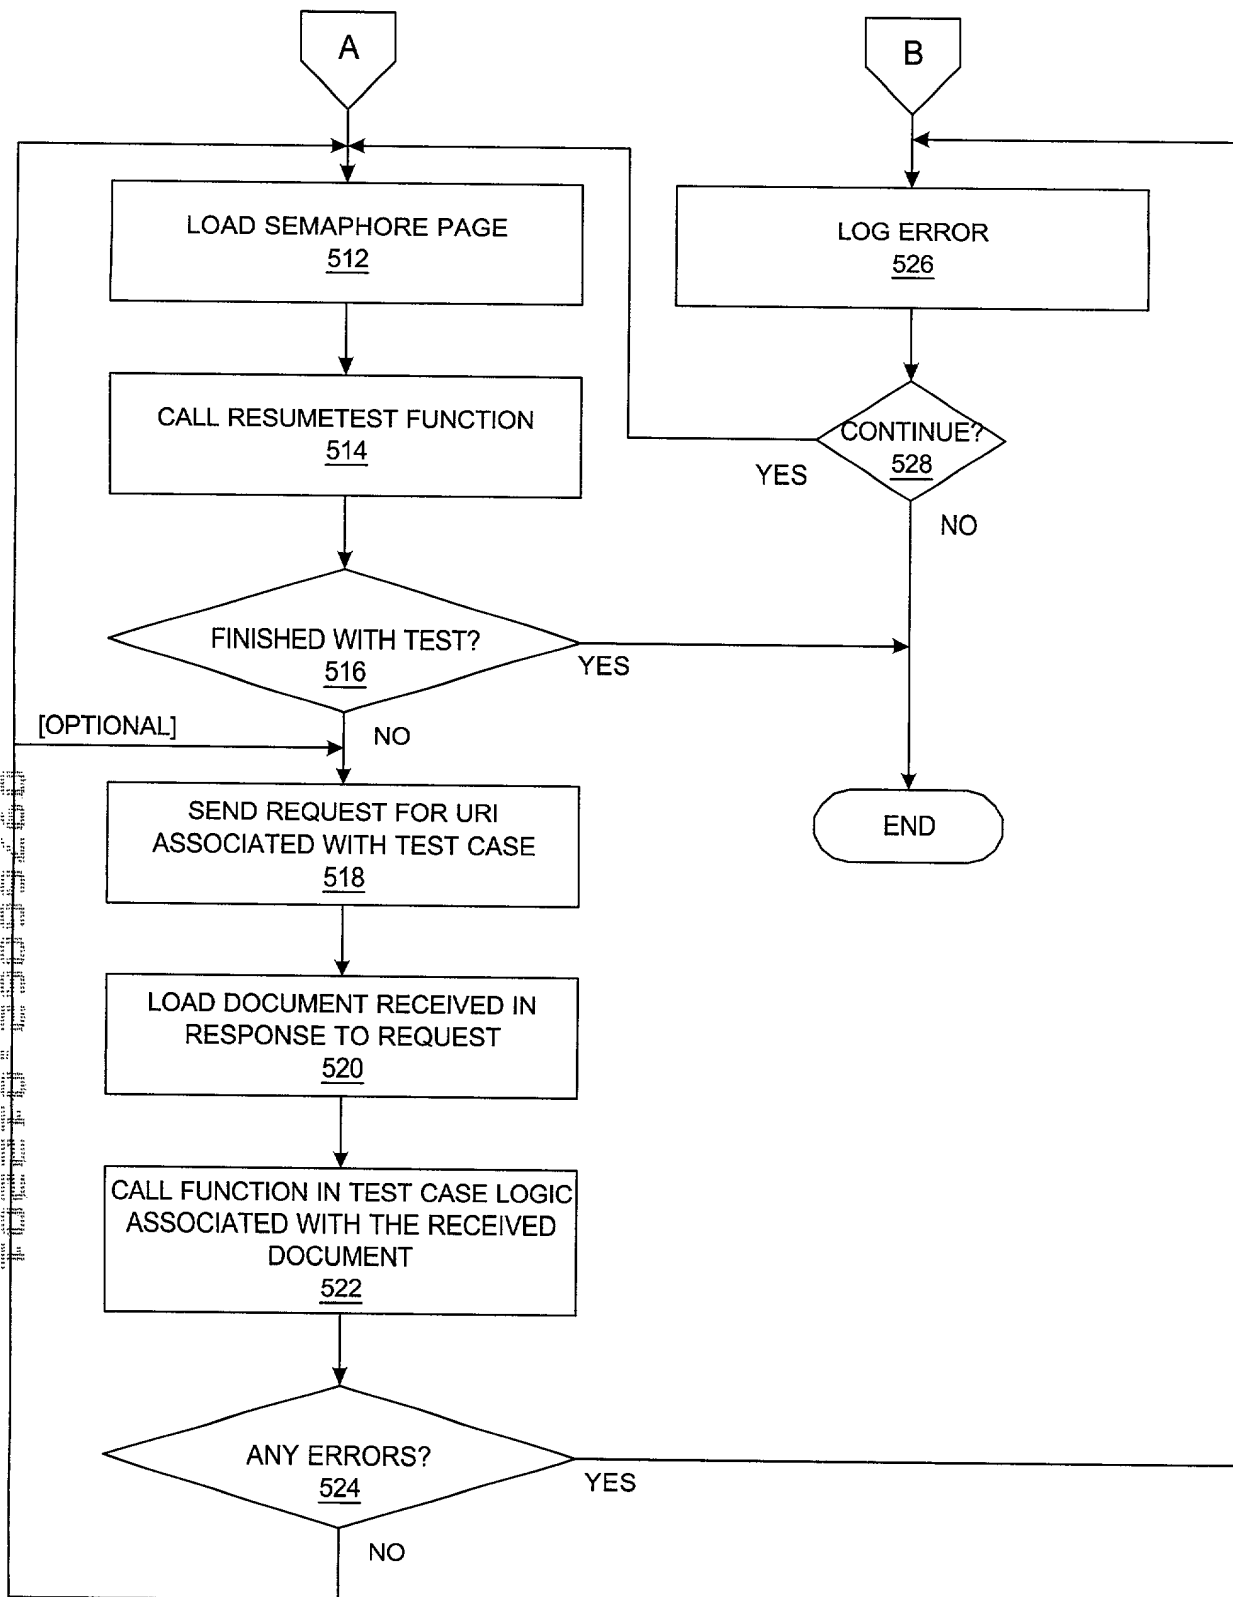 A
LOAD SEMAPHORE PAGE
512
CALL RESUMETEST FUNCTION
514
FINISHED WITH TEST?
516
YES
NO
[OPTIONAL]
SEND REQUEST FOR URI
ASSOCIATED WITH TEST CASE
518
LOAD DOCUMENT RECEIVED IN
RESPONSE TO REQUEST
520
CALL FUNCTION IN TEST CASE LOGIC
ASSOCIATED WITH THE RECEIVED
DOCUMENT
522
ANY ERRORS?
524
YES
NO
B
LOG ERROR
526
CONTINUE?
528
YES
NO
END